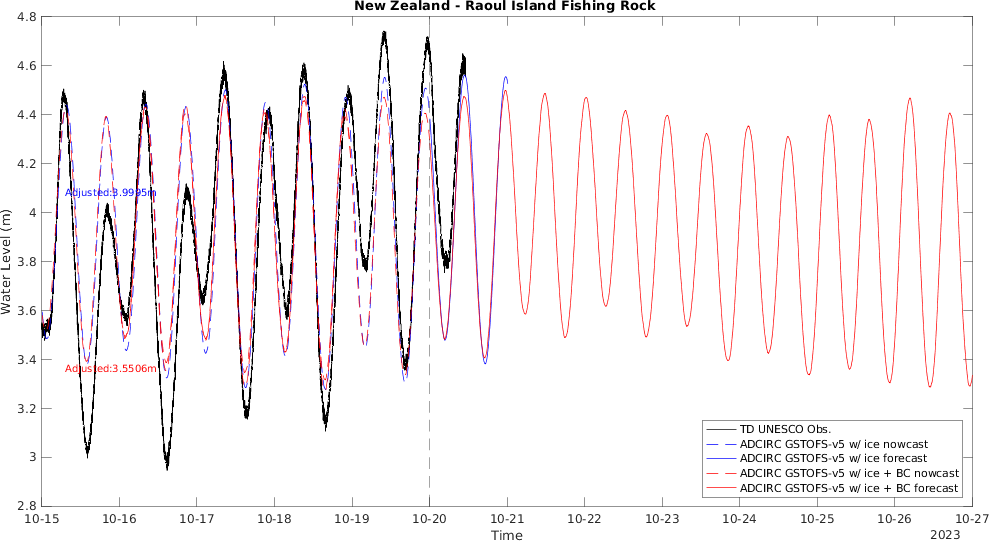 New Zealand - Raoul Island Fishing Rock
4.8
4.6
4.4
4.2
4
3.8
3.6
3.4
3.2
3
2.8
Water Level (m)
Adjusted:3.9995m
Adjusted:3.5506m
TD UNESCO Obs.
ADCIRC GSTOFS-v5 w/ ice nowcast
ADCIRC GSTOFS-v5 w/ ice forecast
ADCIRC GSTOFS-v5 w/ ice + BC nowcast
ADCIRC GSTOFS-v5 w/ ice + BC forecast
10-15 10-16 10-17 10-18 10-19 10-20 10-21 10-22 10-23 10-24 10-25 10-26 10-27
Time
2023